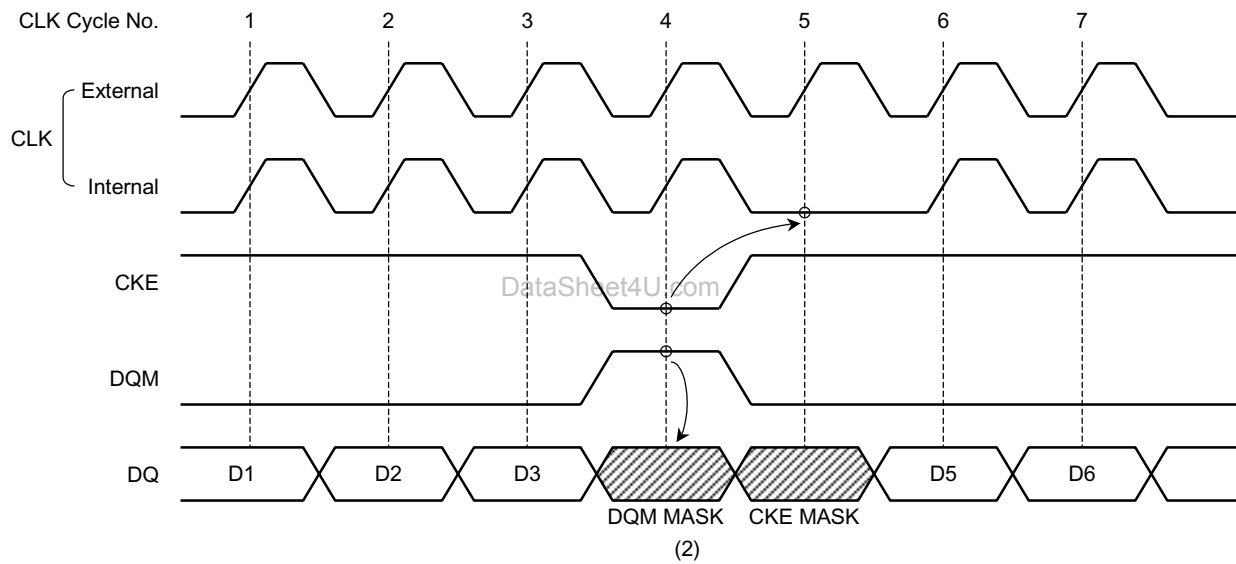 CLK Cycle No. 1 2 3 4 5 6 7
External
CLK
Internal
CKE
DataSheet4U.com
DQM
DQ D1 D2 D3 D5 D6
DQM MASK CKE MASK
(2)